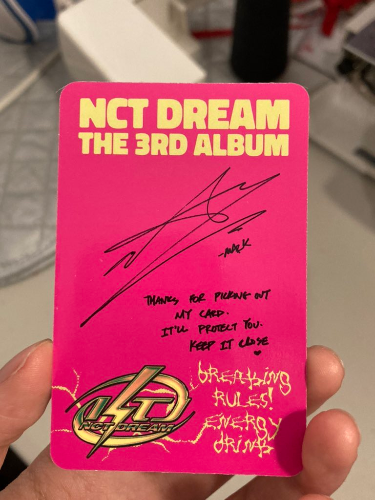 NCT DREAM
THE 3RD ALBUM
-MARK
THANKS FOR PICKING OUT
MY CARD.
IT'LL PROTECT YOU.
KEEP IT CLOSE
BREAKING
RULES!
ENERGY
DRINK
NCT DREAM